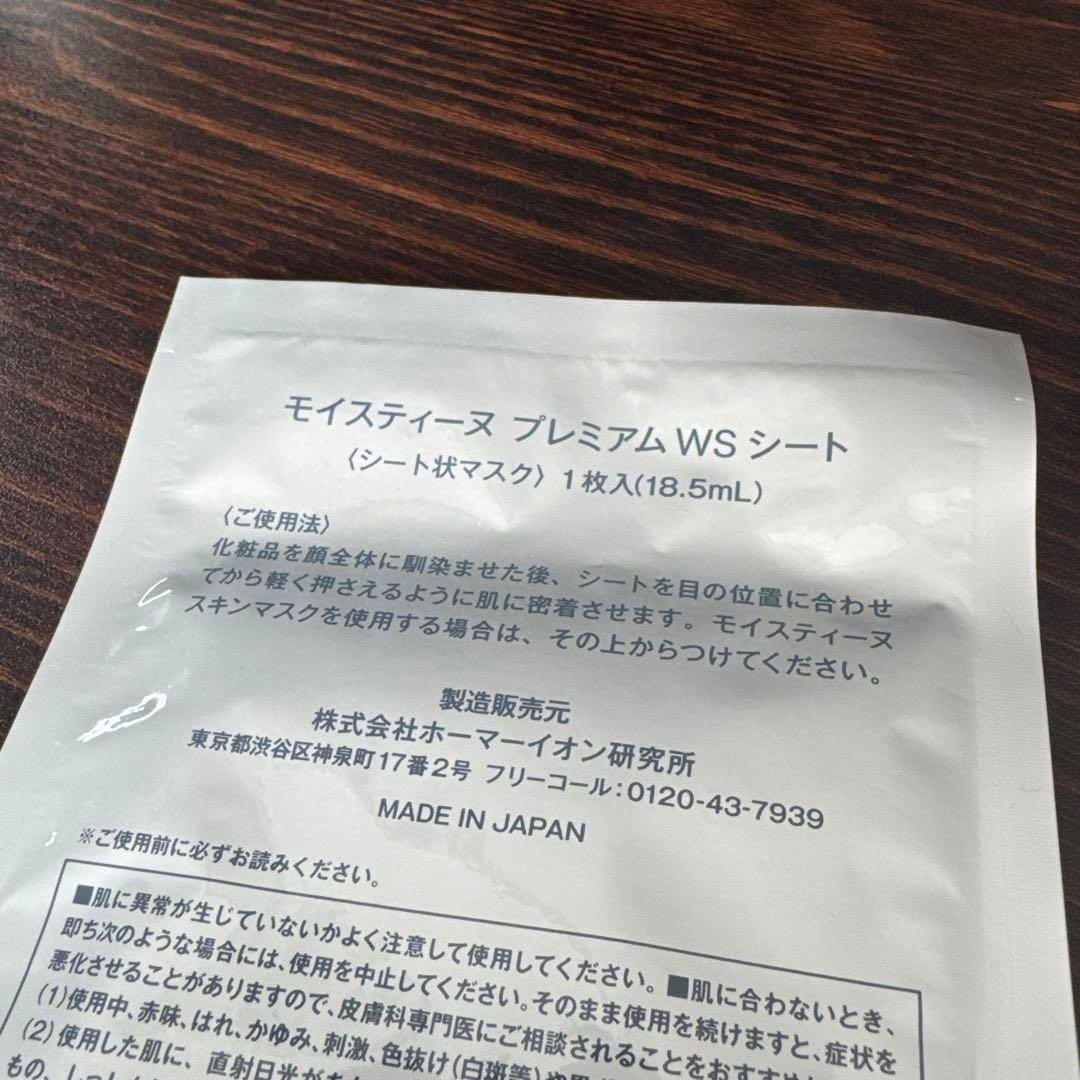 モイスティーヌ プレミアム WS シート
〈シート状マスク〉1枚入(18.5mL)
〈ご使用法〉
化粧品を顔全体に馴染ませた後、シートを目の位置に合わせ
てから軽く押さえるように肌に密着させます。モイスティーヌ
スキンマスクを使用する場合は、その上からつけてください。
製造販売元
株式会社ホーマーイオン研究所
東京都渋谷区神泉町17番2号 フリーコール:0120-43-7939
MADE IN JAPAN
※ご使用前に必ずお読みください。
■肌に異常が生じていないかよく注意して使用してください。■肌に合わないとき、
即ち次のような場合には、使用を中止してください。そのまま使用を続けますと、症状を
悪化させることがありますので、皮膚科専門医にご相談されることをおすすめ
(1)使用中、赤味、はれ、かゆみ、刺激、色抜け(白斑等)や黒
(2)使用した肌に、直射日光があ
もの、しっしん